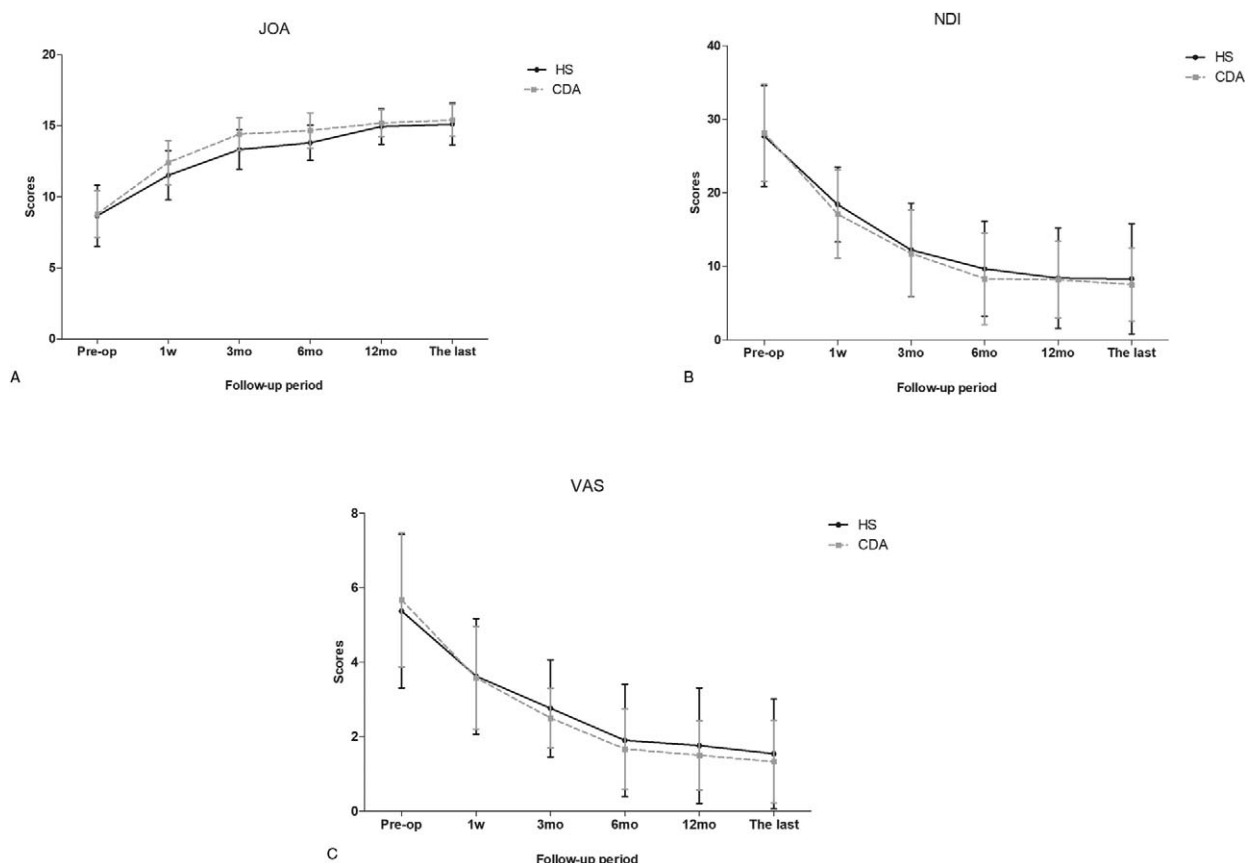 JOA
20
15
10
5
0
Scores
HS
CDA
Pre-op 1w 3mo 6mo 12mo The last
Follow-up period
A
NDI
40
30
20
10
0
Scores
HS
CDA
Pre-op 1w 3mo 6mo 12mo The last
Follow-up period
B
VAS
8
6
4
2
0
Scores
HS
CDA
Pre-op 1w 3mo 6mo 12mo The last
Follow-up period
C